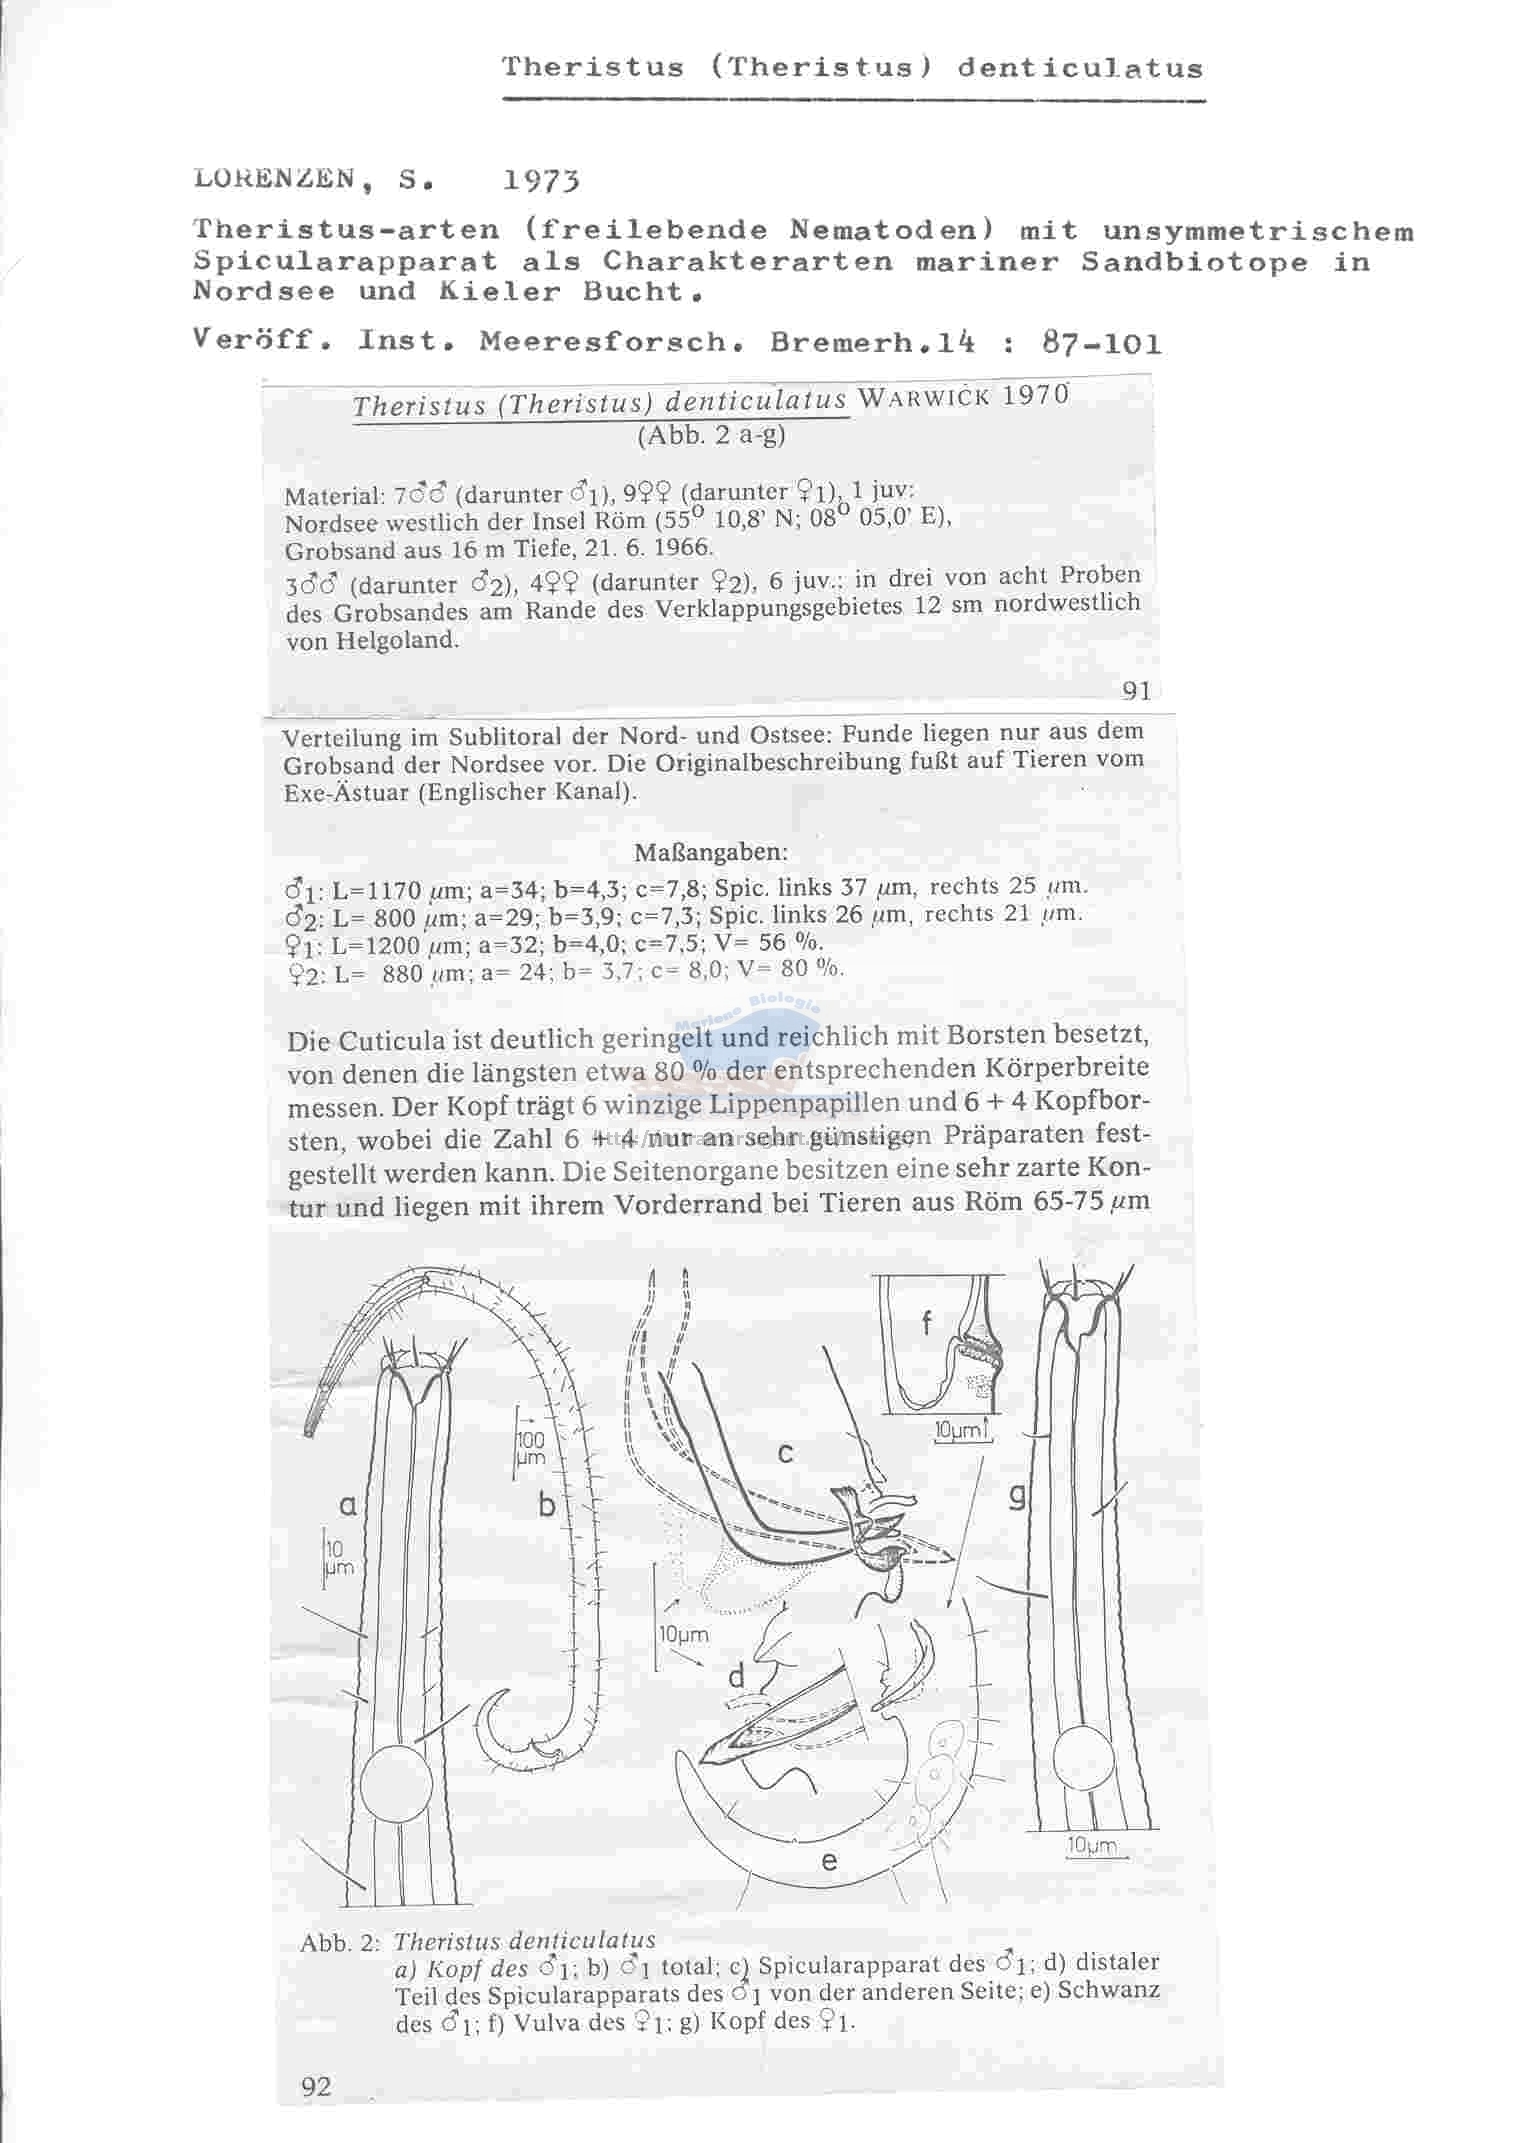 Theristus (Theristus) denticulatus
LORENZEN, S. 1973
Theristus-arten (freilebende Nematoden) mit unsymmetrischem
Spicularapparat als Charakterarten mariner Sandbiotope in
Nordsee und Kieler Bucht.
Veröff. Inst. Meeresforsch. Bremerh.14 : 87-101
Theristus (Theristus) denticulatus WARWICK 1970
(Abb. 2 a-g)
Material: 7♂♂ (darunter ♂1), 9♀♀ (darunter ♀1), 1 juv:
Nordsee westlich der Insel Röm (55° 10,8' N; 08° 05,0' E),
Grobsand aus 16 m Tiefe, 21. 6. 1966.
3♂♂ (darunter ♂2), 4♀♀ (darunter ♀2), 6 juv.: in drei von acht Proben
des Grobsandes am Rande des Verklappungsgebietes 12 sm nordwestlich
von Helgoland.
91
Verteilung im Sublitoral der Nord- und Ostsee: Funde liegen nur aus dem
Grobsand der Nordsee vor. Die Originalbeschreibung fußt auf Tieren vom
Exe-Ästuar (Englischer Kanal).
Maßangaben:
♂1: L=1170 µm; a=34; b=4,3; c=7,8; Spic. links 37 µm, rechts 25 µm.
♂2: L= 800 µm; a=29; b=3,9; c=7,3; Spic. links 26 µm, rechts 21 µm.
♀1: L=1200 µm; a=32; b=4,0; c=7,5; V= 56 %.
♀2: L= 880 µm; a= 24; b= 3,7; c= 8,0; V= 80 %.
Marlene Biologie
Die Cuticula ist deutlich geringelt und reichlich mit Borsten besetzt,
von denen die längsten etwa 80 % der entsprechenden Körperbreite
messen. Der Kopf trägt 6 winzige Lippenpapillen und 6 + 4 Kopfbor-
sten, wobei die Zahl 6 + 4 nur an sehr günstigen Präparaten fest-
gestellt werden kann. Die Seitenorgane besitzen eine sehr zarte Kon-
tur und liegen mit ihrem Vorderrand bei Tieren aus Röm 65-75 µm
f
10µm
c
100
µm
a
b
g
10
µm
10µm
d
e
10µm
Abb. 2: Theristus denticulatus
a) Kopf des ♂1; b) ♂1 total; c) Spicularapparat des ♂1; d) distaler
Teil des Spicularapparats des ♂1 von der anderen Seite; e) Schwanz
des ♂1; f) Vulva des ♀1; g) Kopf des ♀1.
92